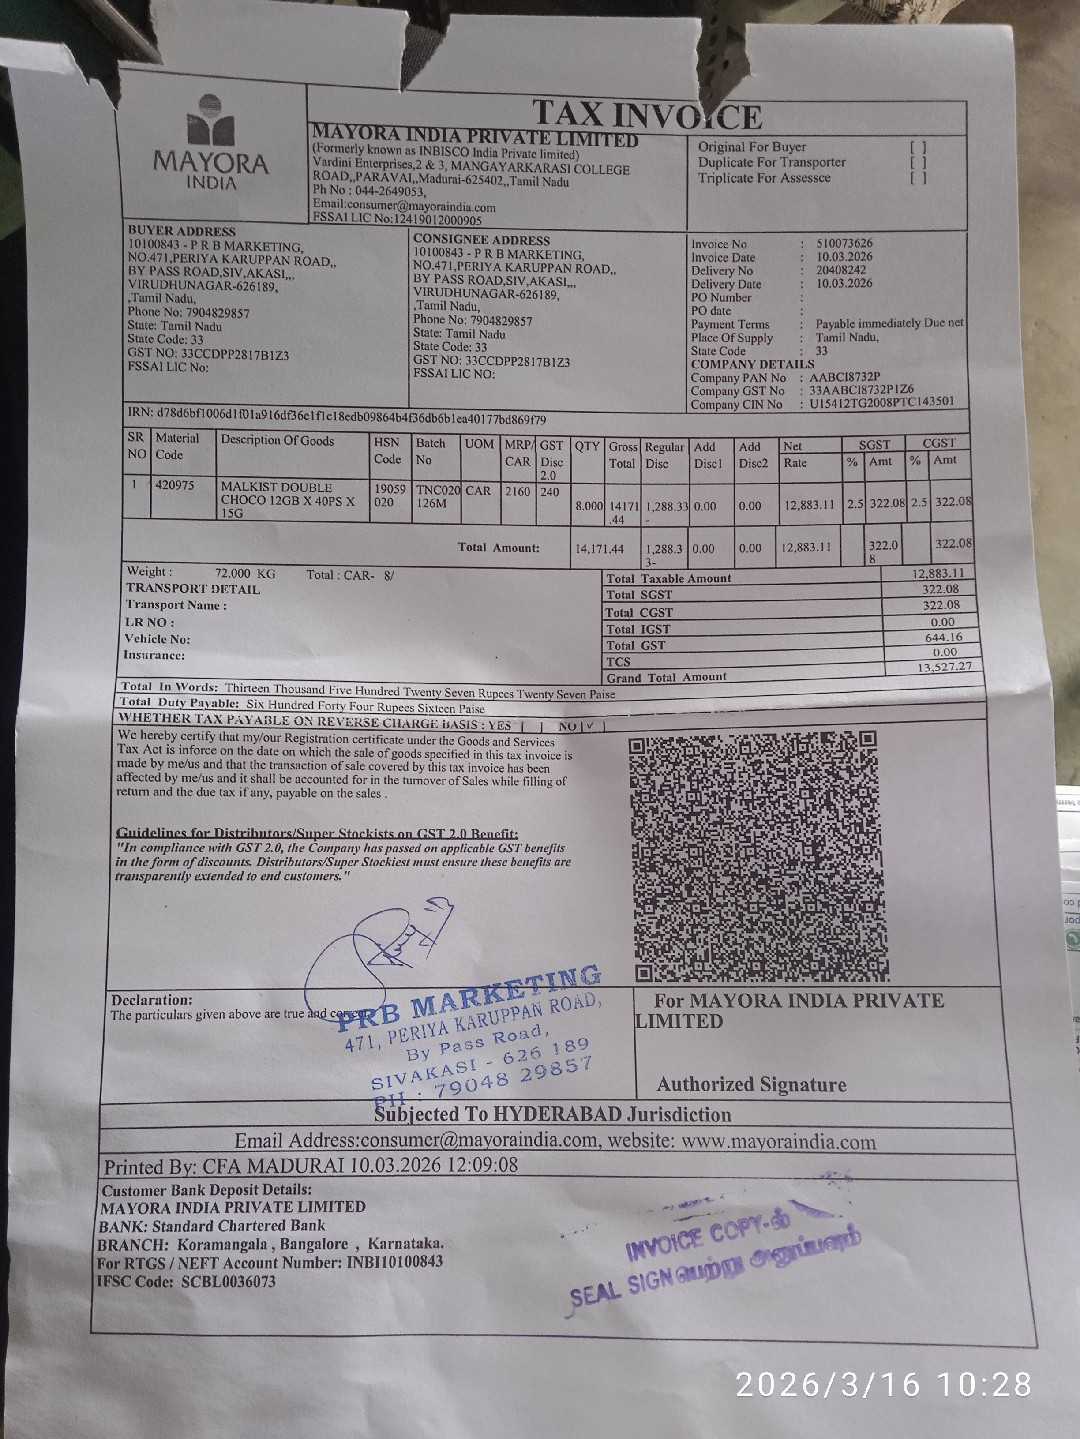 MAYORA
INDIA
TAX INVOICE
MAYORA INDIA PRIVATE LIMITED
(Formerly known as INBISCO India Private limited)
Vardini Enterprises,2 & 3, MANGAYARKARASI COLLEGE
ROAD,,PARAVAI,,Madurai-625402,,Tamil Nadu
Ph No : 044-2649053,
Email:consumer@mayoraindia.com
FSSAI LIC No:12419012000905
Original For Buyer [ ]
Duplicate For Transporter [ ]
Triplicate For Assessee [ ]
BUYER ADDRESS
10100843 - P R B MARKETING,
NO.471,PERIYA KARUPPAN ROAD,,
BY PASS ROAD,SIV,AKASI,,,
VIRUDHUNAGAR-626189,
,Tamil Nadu,
Phone No: 7904829857
State: Tamil Nadu
State Code: 33
GST NO: 33CCDPP2817B1Z3
FSSAI LIC No:
CONSIGNEE ADDRESS
10100843 - P R B MARKETING,
NO.471,PERIYA KARUPPAN ROAD,,
BY PASS ROAD,SIV,AKASI,,,
VIRUDHUNAGAR-626189,
,Tamil Nadu,
Phone No: 7904829857
State: Tamil Nadu
State Code: 33
GST NO: 33CCDPP2817B1Z3
FSSAI LIC NO:
Invoice No : 510073626
Invoice Date : 10.03.2026
Delivery No : 20408242
Delivery Date : 10.03.2026
PO Number :
PO date :
Payment Terms : Payable immediately Due net
Place Of Supply : Tamil Nadu,
State Code : 33
COMPANY DETAILS
Company PAN No : AABCI8732P
Company GST No : 33AABCI8732P1Z6
Company CIN No : U15412TG2008PTC143501
IRN: d78d6bf1006d1f01a916df36e1f1c18edb09864b4f36db6b1ea40177bd869f79
SR NO Material Code Description Of Goods HSN Code Batch No UOM MRP/ CAR GST Disc 2.0 QTY Gross Total Regular Disc Add Disc1 Add Disc2 Net Rate SGST % Amt CGST % Amt
1 420975 MALKIST DOUBLE CHOCO 12GB X 40PS X 15G 19059 020 TNC020 126M CAR 2160 240 8.000 14171 .44 1,288.33 - 0.00 0.00 12,883.11 2.5 322.08 2.5 322.08
Total Amount: 14,171.44 1,288.3 3- 0.00 0.00 12,883.11 322.0 8 322.08
Weight : 72.000 KG Total : CAR- 8/
TRANSPORT DETAIL
Transport Name :
LR NO :
Vehicle No:
Insurance:
Total Taxable Amount 12,883.11
Total SGST 322.08
Total CGST 322.08
Total IGST 0.00
Total GST 644.16
TCS 0.00
Grand Total Amount 13,527.27
Total In Words: Thirteen Thousand Five Hundred Twenty Seven Rupees Twenty Seven Paise
Total Duty Payable: Six Hundred Forty Four Rupees Sixteen Paise
WHETHER TAX PAYABLE ON REVERSE CHARGE BASIS : YES [ ] NO [✓]
We hereby certify that my/our Registration certificate under the Goods and Services
Tax Act is inforce on the date on which the sale of goods specified in this tax invoice is
made by me/us and that the transaction of sale covered by this tax invoice has been
affected by me/us and it shall be accounted for in the turnover of Sales while filling of
return and the due tax if any, payable on the sales .
Guidelines for Distributors/Super Stockists on GST 2.0 Benefit:
"In compliance with GST 2.0, the Company has passed on applicable GST benefits
in the form of discounts. Distributors/Super Stockiest must ensure these benefits are
transparently extended to end customers."
Declaration:
The particulars given above are true and correct
PRB MARKETING
471, PERIYA KARUPPAN ROAD,
By Pass Road,
SIVAKASI - 626 189
PH : 79048 29857
For MAYORA INDIA PRIVATE
LIMITED
Authorized Signature
Subjected To HYDERABAD Jurisdiction
Email Address:consumer@mayoraindia.com, website: www.mayoraindia.com
Printed By: CFA MADURAI 10.03.2026 12:09:08
Customer Bank Deposit Details:
MAYORA INDIA PRIVATE LIMITED
BANK: Standard Chartered Bank
BRANCH: Koramangala , Bangalore , Karnataka.
For RTGS / NEFT Account Number: INBI10100843
IFSC Code: SCBL0036073
INVOICE COPY-ல்
SEAL SIGN பெற்று அனுப்பவும்
2026/3/16 10:28